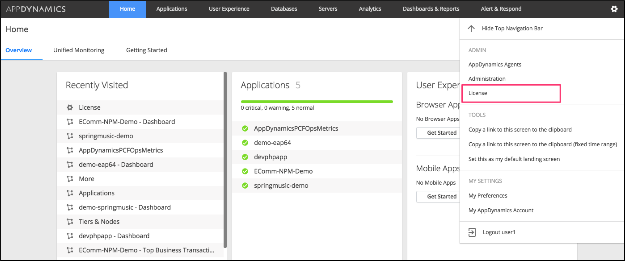 APPDYNAMICS
Home
Applications
User Experience
Databases
Servers
Analytics
Dashboards & Reports
Alert & Respond
Home
Overview
Unified Monitoring
Getting Started
Recently Visited
License
EComm-NPM-Demo - Dashboard
springmusic-demo
AppDynamicsPCFOpsMetrics
demo-eap64 - Dashboard
More
Applications
demo-springmusic - Dashboard
Tiers & Nodes
devphpapp - Dashboard
EComm-NPM-Demo - Top Business Transacti...
Applications 5
0 critical, 0 warning, 5 normal
AppDynamicsPCFOpsMetrics
demo-eap64
devphpapp
EComm-NPM-Demo
springmusic-demo
User Exper
Browser App
No Browser Apps
Get Started
Mobile Apps
No Mobile Apps
Get Started
Hide Top Navigation Bar
ADMIN
AppDynamics Agents
Administration
License
TOOLS
Copy a link to this screen to the clipboard
Copy a link to this screen to the clipboard (fixed time range)
Set this as my default landing screen
MY SETTINGS
My Preferences
My AppDynamics Account
Logout user1